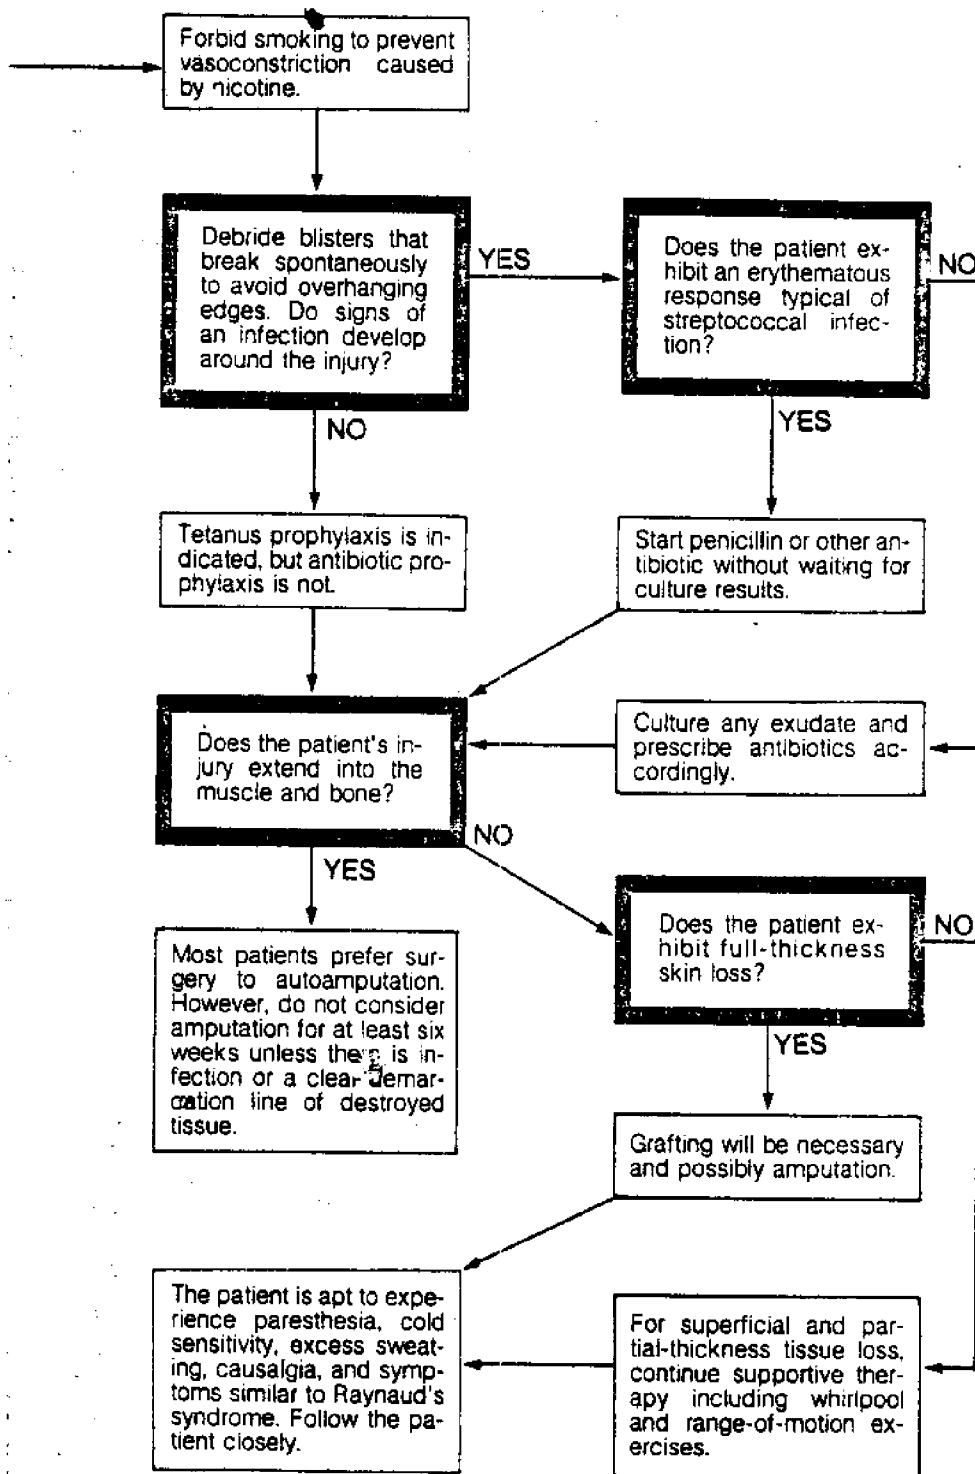 Forbid smoking to prevent
vasoconstriction caused
by nicotine.
Debride blisters that
break spontaneously
to avoid overhanging
edges. Do signs of
an infection develop
around the injury?
YES
Does the patient ex-
hibit an erythematous
response typical of
streptococcal infec-
tion?
NO
NO
YES
Tetanus prophylaxis is in-
dicated, but antibiotic pro-
phylaxis is not.
Start penicillin or other an-
tibiotic without waiting for
culture results.
Does the patient's in-
jury extend into the
muscle and bone?
Culture any exudate and
prescribe antibiotics ac-
cordingly.
NO
YES
Does the patient ex-
hibit full-thickness
skin loss?
NO
Most patients prefer sur-
gery to autoamputation.
However, do not consider
amputation for at least six
weeks unless there is in-
fection or a clear demar-
cation line of destroyed
tissue.
YES
Grafting will be necessary
and possibly amputation.
The patient is apt to expe-
rience paresthesia, cold
sensitivity, excess sweat-
ing, causalgia, and symp-
toms similar to Raynaud's
syndrome. Follow the pa-
tient closely.
For superficial and par-
tial-thickness tissue loss,
continue supportive ther-
apy including whirlpool
and range-of-motion ex-
ercises.